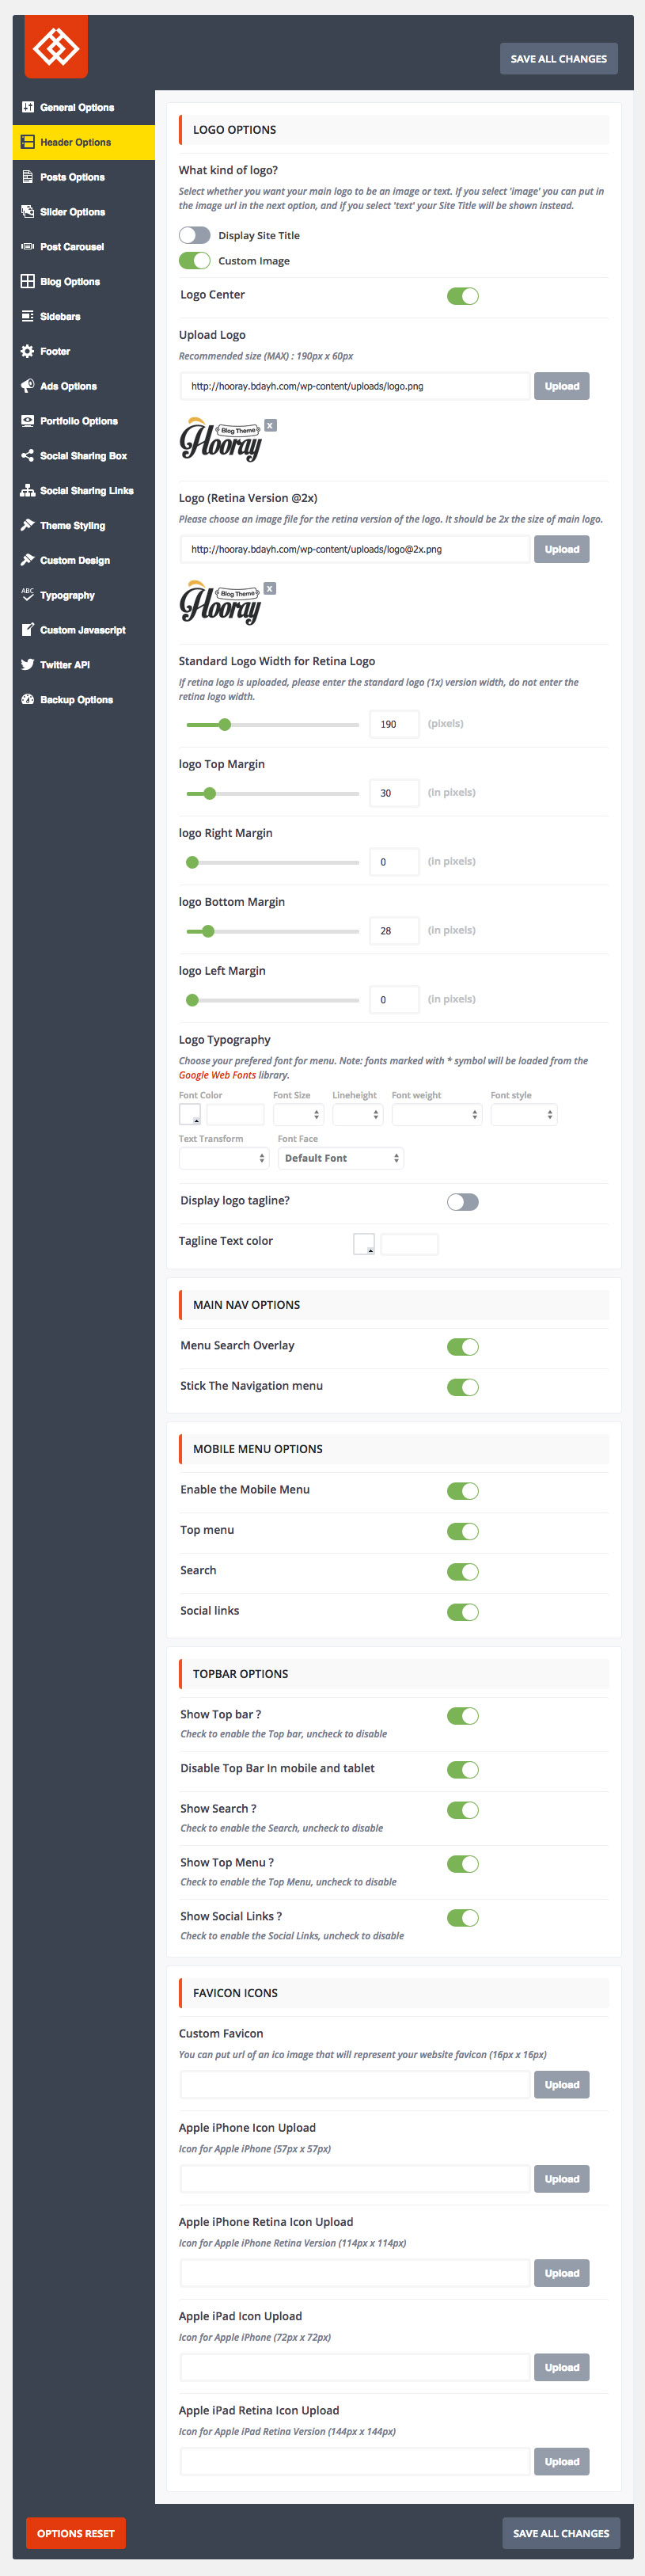 SAVE ALL CHANGES
General Options
Header Options
Posts Options
Slider Options
Post Carousel
Blog Options
Sidebars
Footer
Ads Options
Portfolio Options
Social Sharing Box
Social Sharing Links
Theme Styling
Custom Design
ABC
Typography
Custom Javascript
Twitter API
Backup Options
LOGO OPTIONS
What kind of logo?
Select whether you want your main logo to be an image or text. If you select 'image' you can put in
the image url in the next option, and if you select 'text' your Site Title will be shown instead.
Display Site Title
Custom Image
Logo Center
Upload Logo
Recommended size (MAX) : 190px x 60px
http://hooray.bdayh.com/wp-content/uploads/logo.png
Upload
Blog Theme
Hooray
x
Logo (Retina Version @2x)
Please choose an image file for the retina version of the logo. It should be 2x the size of main logo.
http://hooray.bdayh.com/wp-content/uploads/logo@2x.png
Upload
Blog Theme
Hooray
x
Standard Logo Width for Retina Logo
If retina logo is uploaded, please enter the standard logo (1x) version width, do not enter the
retina logo width.
190 (pixels)
logo Top Margin
30 (in pixels)
logo Right Margin
0 (in pixels)
logo Bottom Margin
28 (in pixels)
logo Left Margin
0 (in pixels)
Logo Typography
Choose your prefered font for menu. Note: fonts marked with * symbol will be loaded from the
Google Web Fonts library.
Font Color Font Size Lineheight Font weight Font style
Text Transform Font Face
Default Font
Display logo tagline?
Tagline Text color
MAIN NAV OPTIONS
Menu Search Overlay
Stick The Navigation menu
MOBILE MENU OPTIONS
Enable the Mobile Menu
Top menu
Search
Social links
TOPBAR OPTIONS
Show Top bar ?
Check to enable the Top bar, uncheck to disable
Disable Top Bar In mobile and tablet
Show Search ?
Check to enable the Search, uncheck to disable
Show Top Menu ?
Check to enable the Top Menu, uncheck to disable
Show Social Links ?
Check to enable the Social Links, uncheck to disable
FAVICON ICONS
Custom Favicon
You can put url of an ico image that will represent your website favicon (16px x 16px)
Upload
Apple iPhone Icon Upload
Icon for Apple iPhone (57px x 57px)
Upload
Apple iPhone Retina Icon Upload
Icon for Apple iPhone Retina Version (114px x 114px)
Upload
Apple iPad Icon Upload
Icon for Apple iPhone (72px x 72px)
Upload
Apple iPad Retina Icon Upload
Icon for Apple iPad Retina Version (144px x 144px)
Upload
OPTIONS RESET
SAVE ALL CHANGES